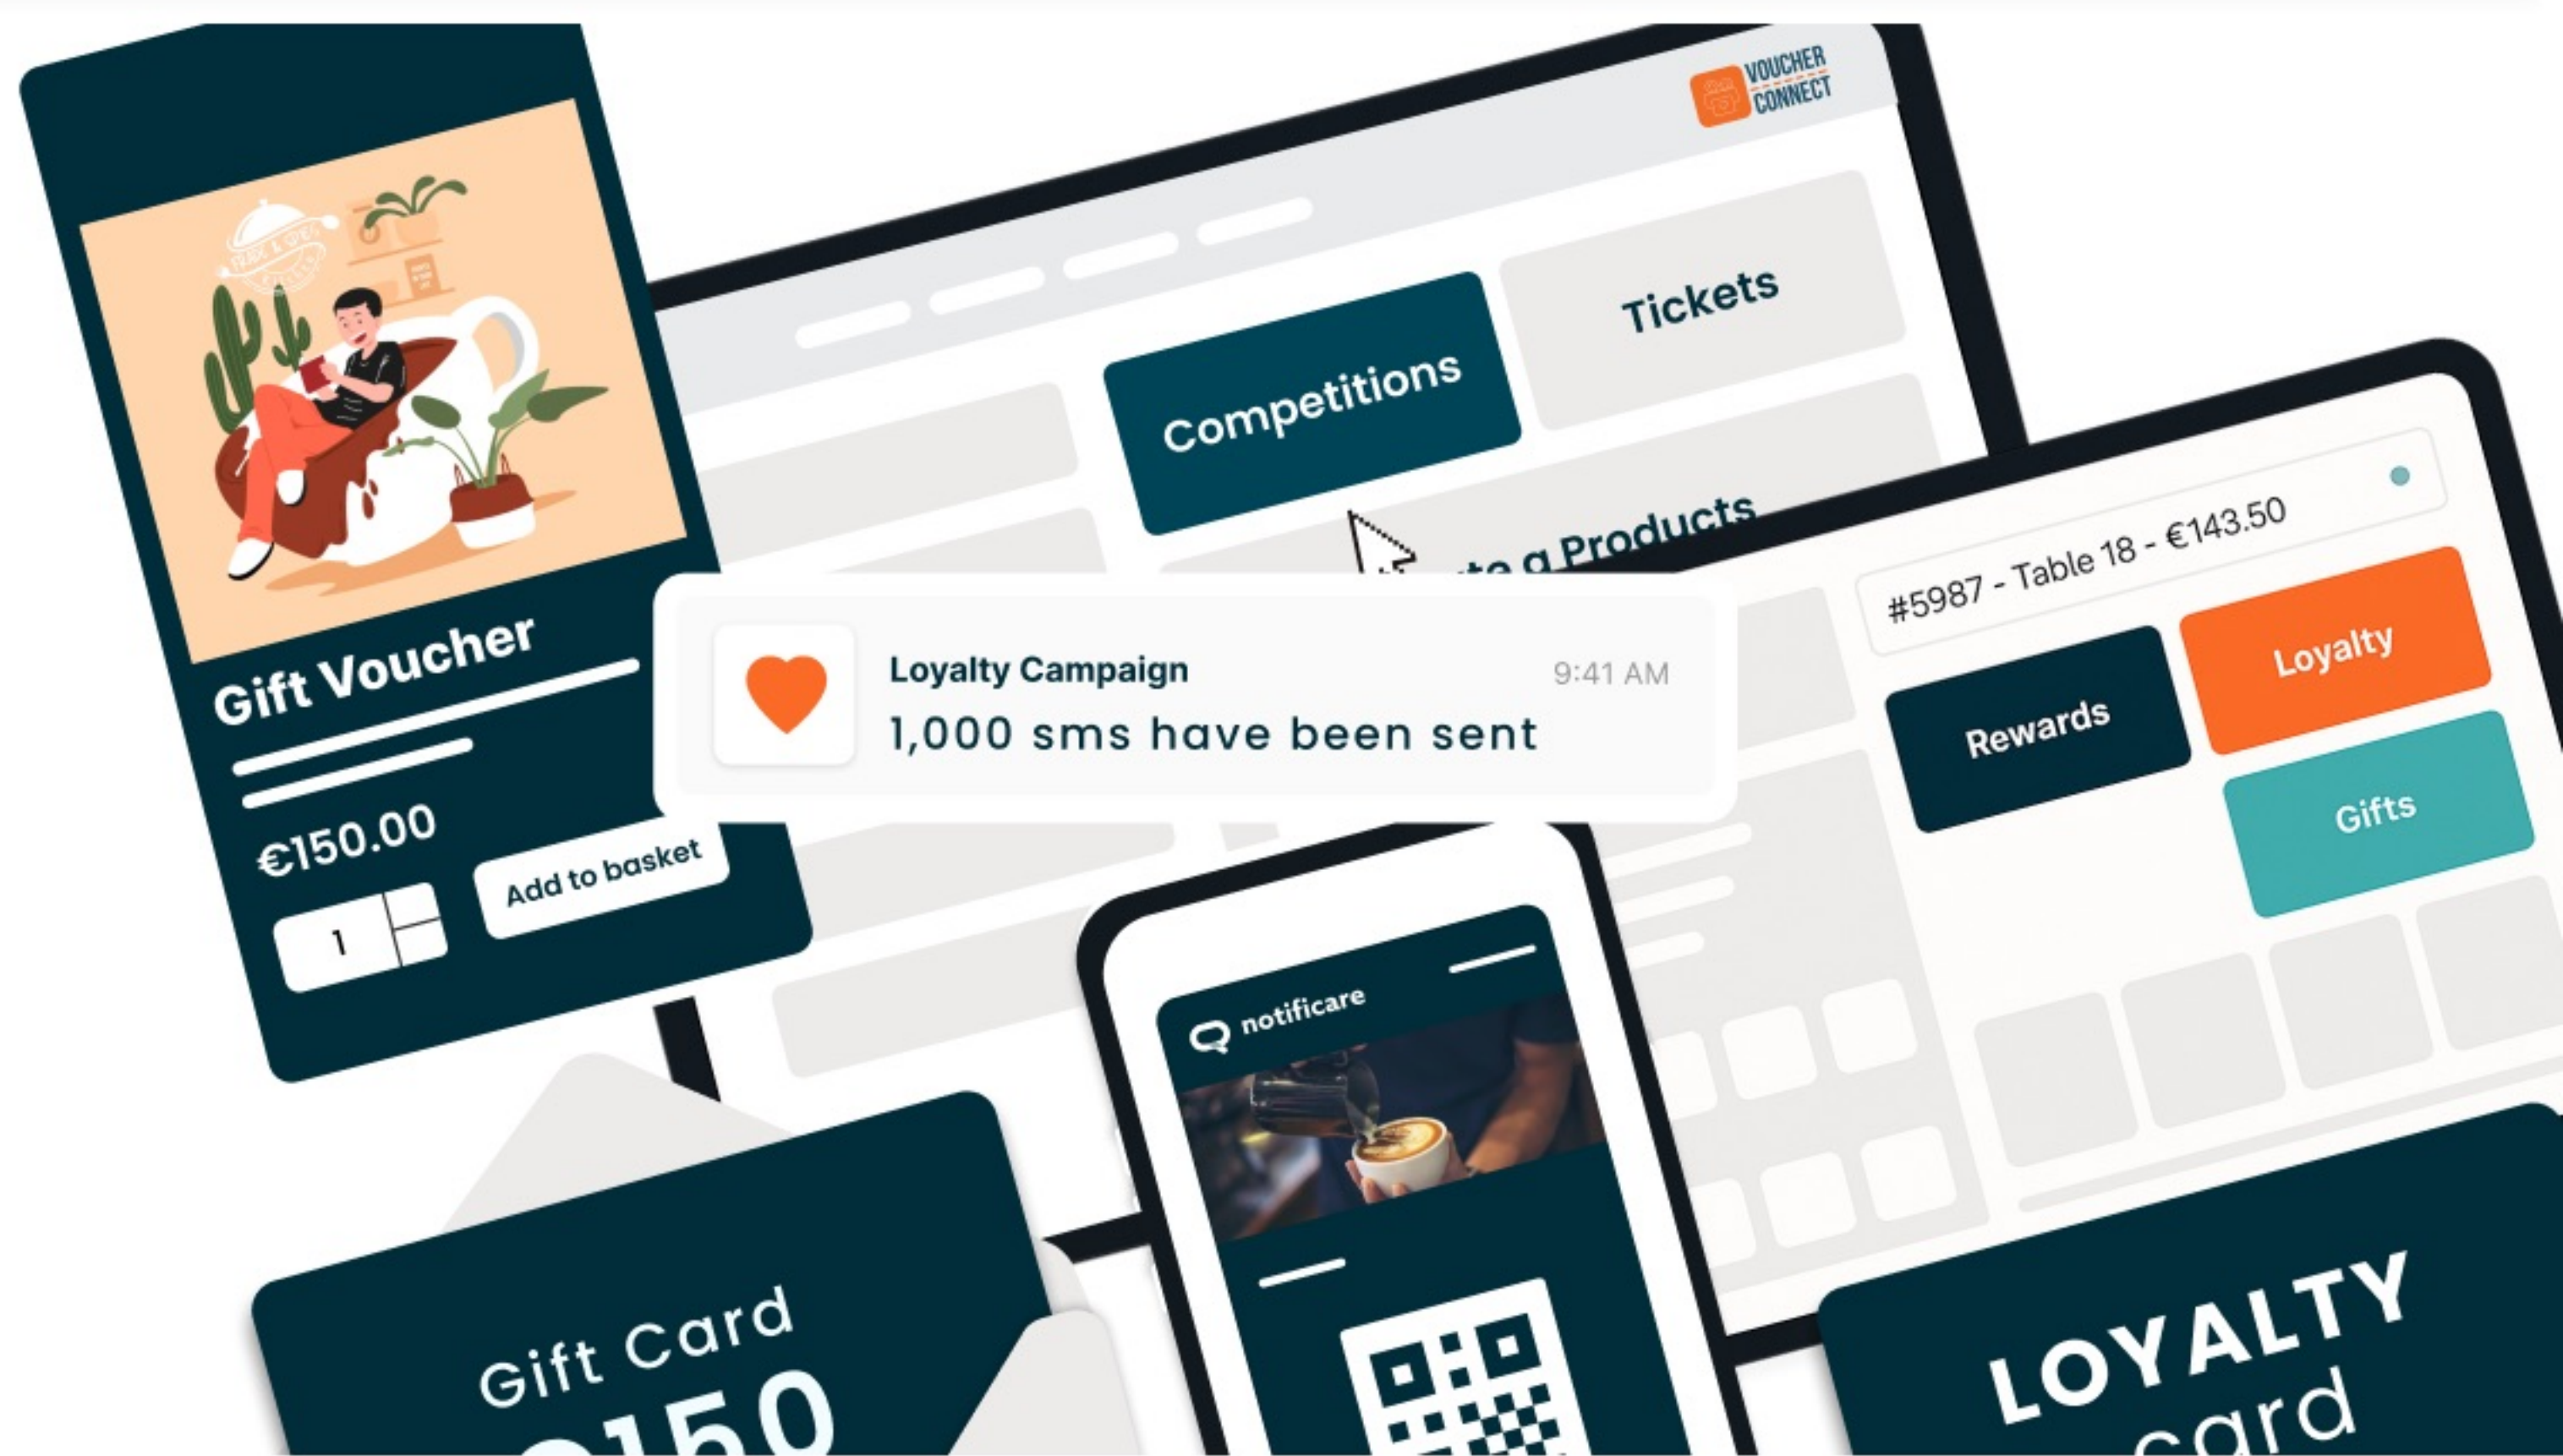 VOUCHER
CONNECT
Tickets
Competitions
a Products
#5987 - Table 18 - €143.50
Loyalty
Rewards
Gifts
Gift Voucher
€150.00
1
Add to basket
Loyalty Campaign
9:41 AM
1,000 sms have been sent
notificare
Gift Card
150
LOYALTY
card